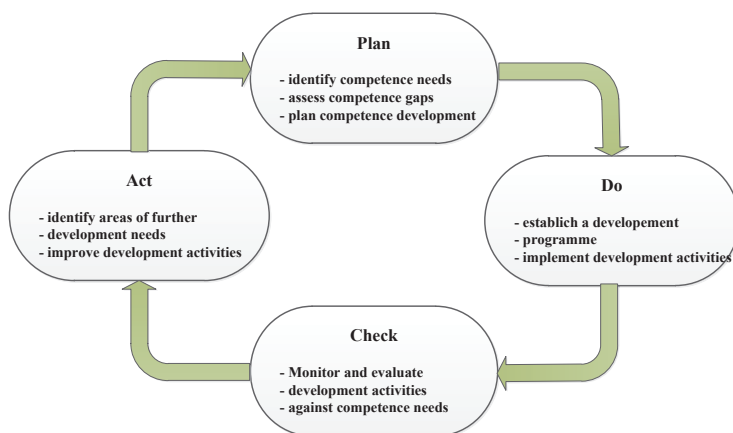 Plan
- identify competence needs
- assess competence gaps
- plan competence development
Act
- identify areas of further
- development needs
- improve development activities
Do
- establich a developement
- programme
- implement development activities
Check
- Monitor and evaluate
- development activities
- against competence needs